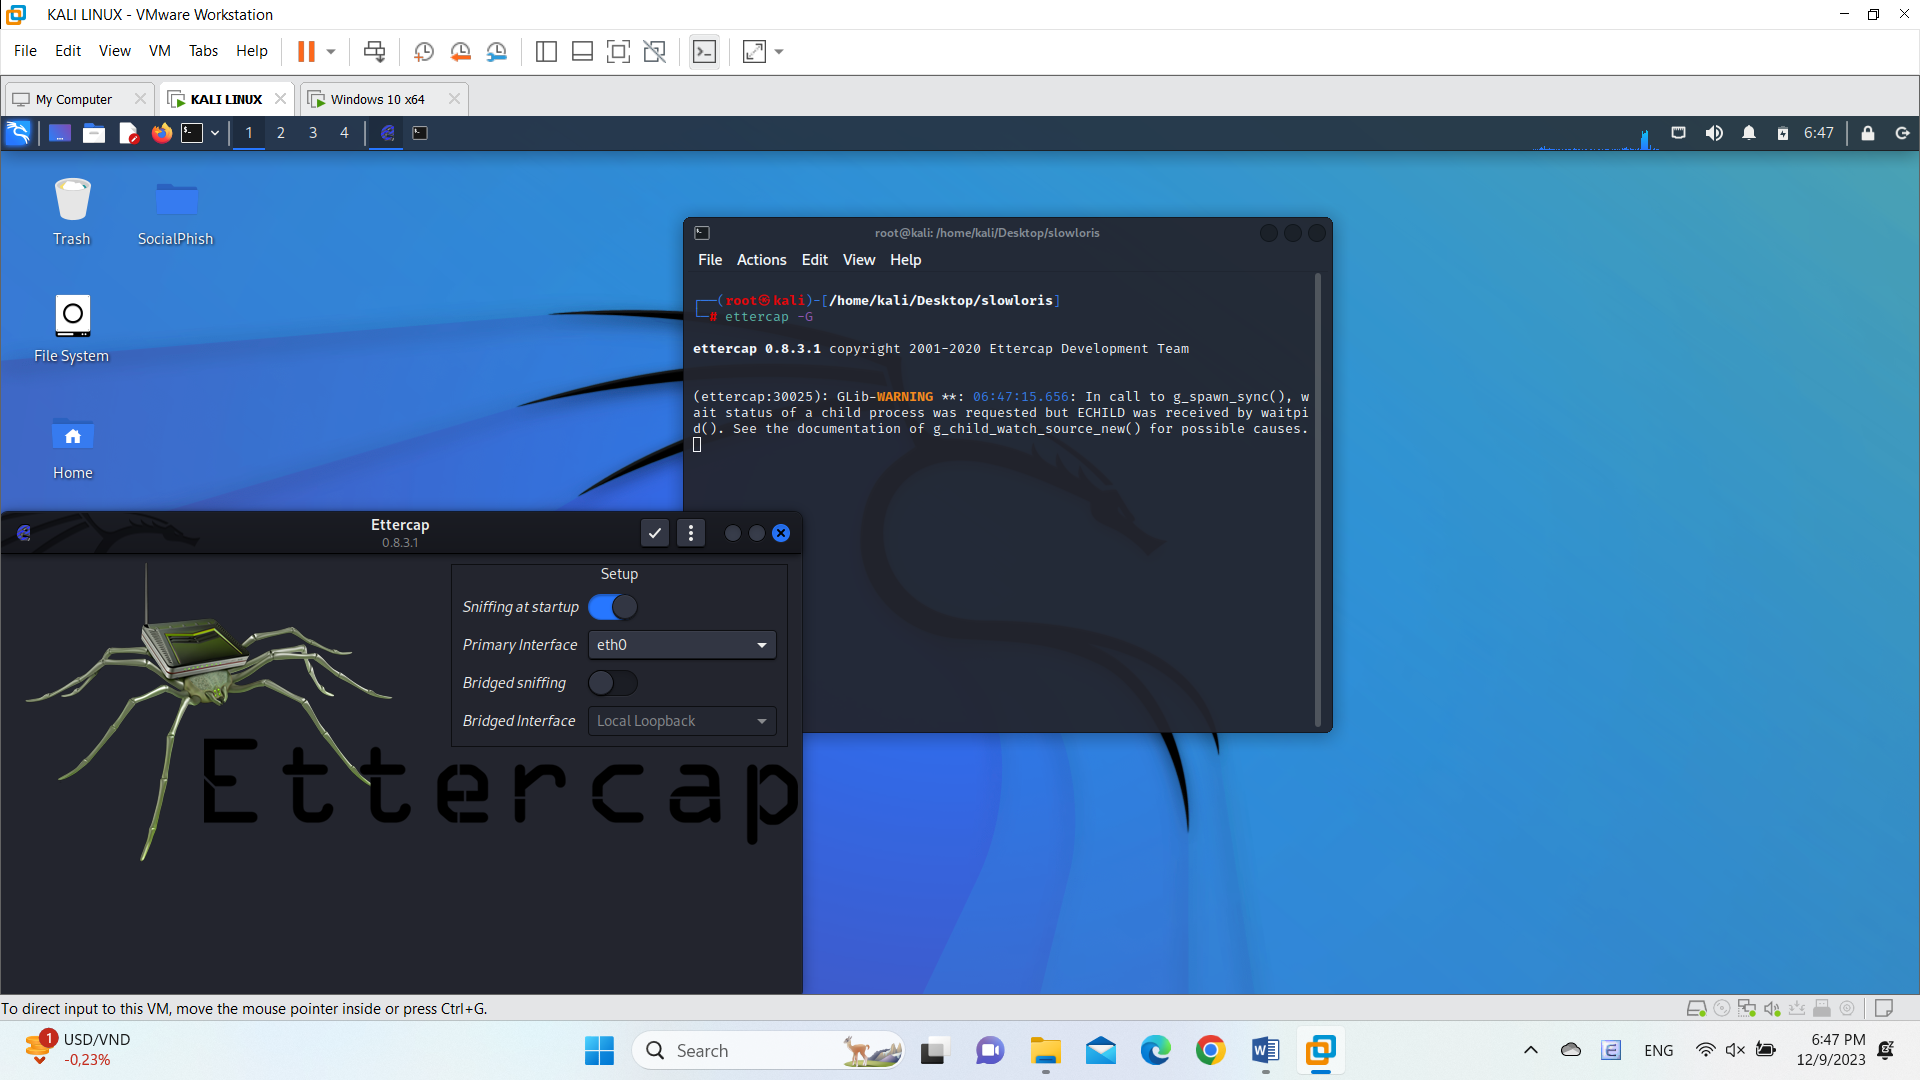 KALI LINUX - VMware Workstation
File Edit View VM Tabs Help
My Computer KALI LINUX Windows 10 x64
1 2 3 4 6:47
Trash SocialPhish
File System
Home
root@kali: /home/kali/Desktop/slowloris
File Actions Edit View Help
(root㉿kali)-[/home/kali/Desktop/slowloris]
# ettercap -G
ettercap 0.8.3.1 copyright 2001-2020 Ettercap Development Team
(ettercap:30025): GLib-WARNING **: 06:47:15.656: In call to g_spawn_sync(), w
ait status of a child process was requested but ECHILD was received by waitpi
d(). See the documentation of g_child_watch_source_new() for possible causes.
Ettercap
0.8.3.1
Setup
Sniffing at startup
Primary Interface eth0
Bridged sniffing
Bridged Interface Local Loopback
Ettercap
To direct input to this VM, move the mouse pointer inside or press Ctrl+G.
1 USD/VND
-0,23%
Search
ENG
6:47 PM
12/9/2023